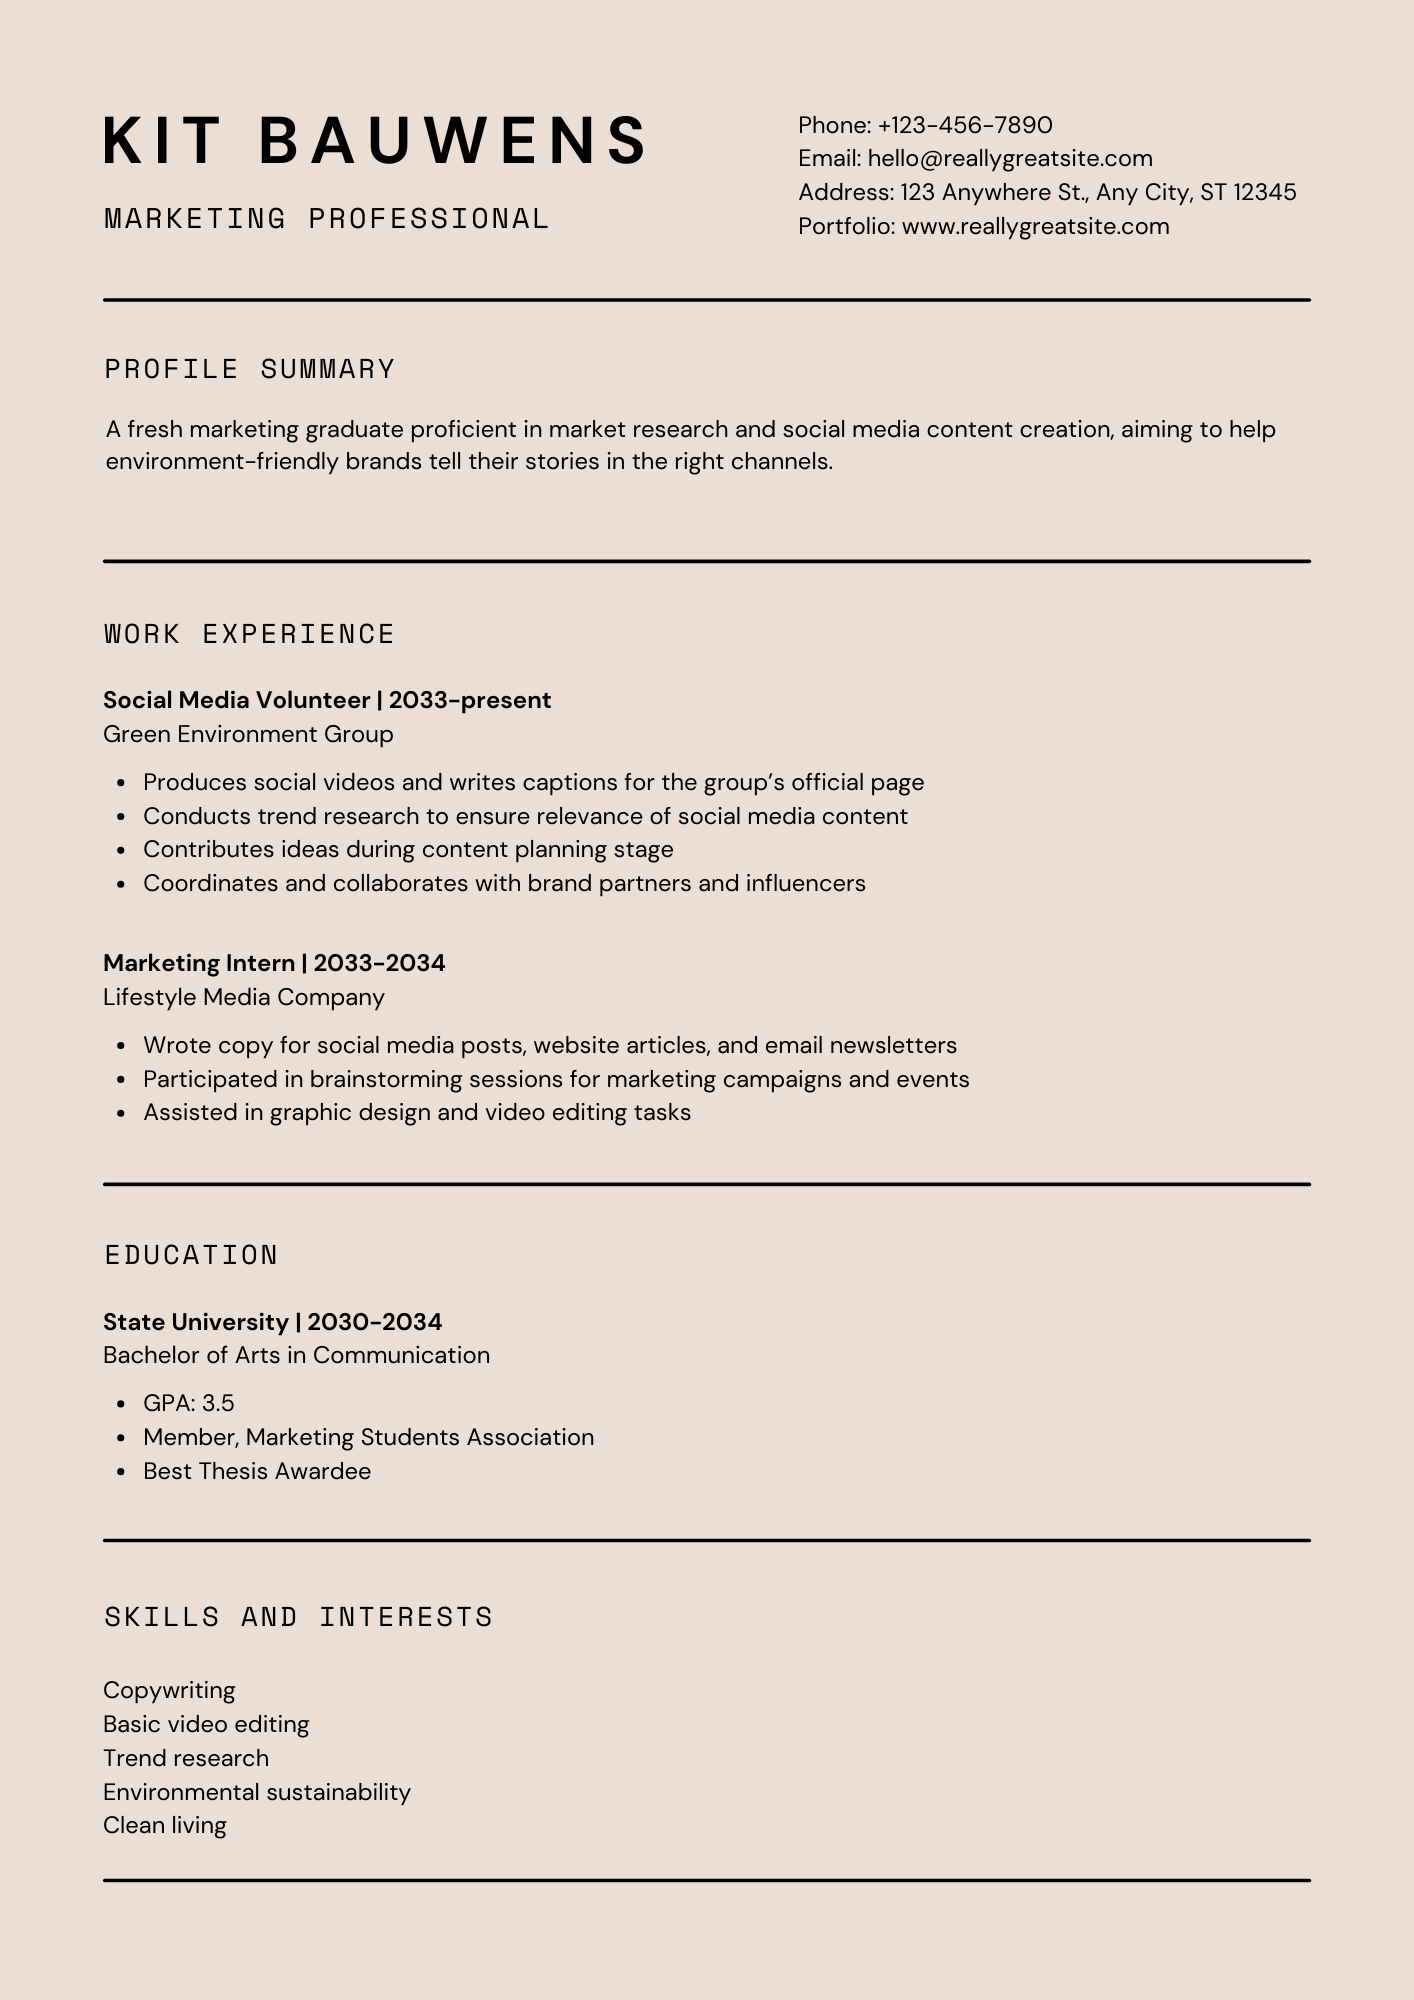 KIT BAUWENS
MARKETING PROFESSIONAL
Phone: +123-456-7890
Email: hello@reallygreatsite.com
Address: 123 Anywhere St., Any City, ST 12345
Portfolio: www.reallygreatsite.com
PROFILE SUMMARY
A fresh marketing graduate proficient in market research and social media content creation, aiming to help
environment-friendly brands tell their stories in the right channels.
WORK EXPERIENCE
Social Media Volunteer | 2033-present
Green Environment Group
• Produces social videos and writes captions for the group’s official page
• Conducts trend research to ensure relevance of social media content
• Contributes ideas during content planning stage
• Coordinates and collaborates with brand partners and influencers
Marketing Intern | 2033-2034
Lifestyle Media Company
• Wrote copy for social media posts, website articles, and email newsletters
• Participated in brainstorming sessions for marketing campaigns and events
• Assisted in graphic design and video editing tasks
EDUCATION
State University | 2030-2034
Bachelor of Arts in Communication
• GPA: 3.5
• Member, Marketing Students Association
• Best Thesis Awardee
SKILLS AND INTERESTS
Copywriting
Basic video editing
Trend research
Environmental sustainability
Clean living